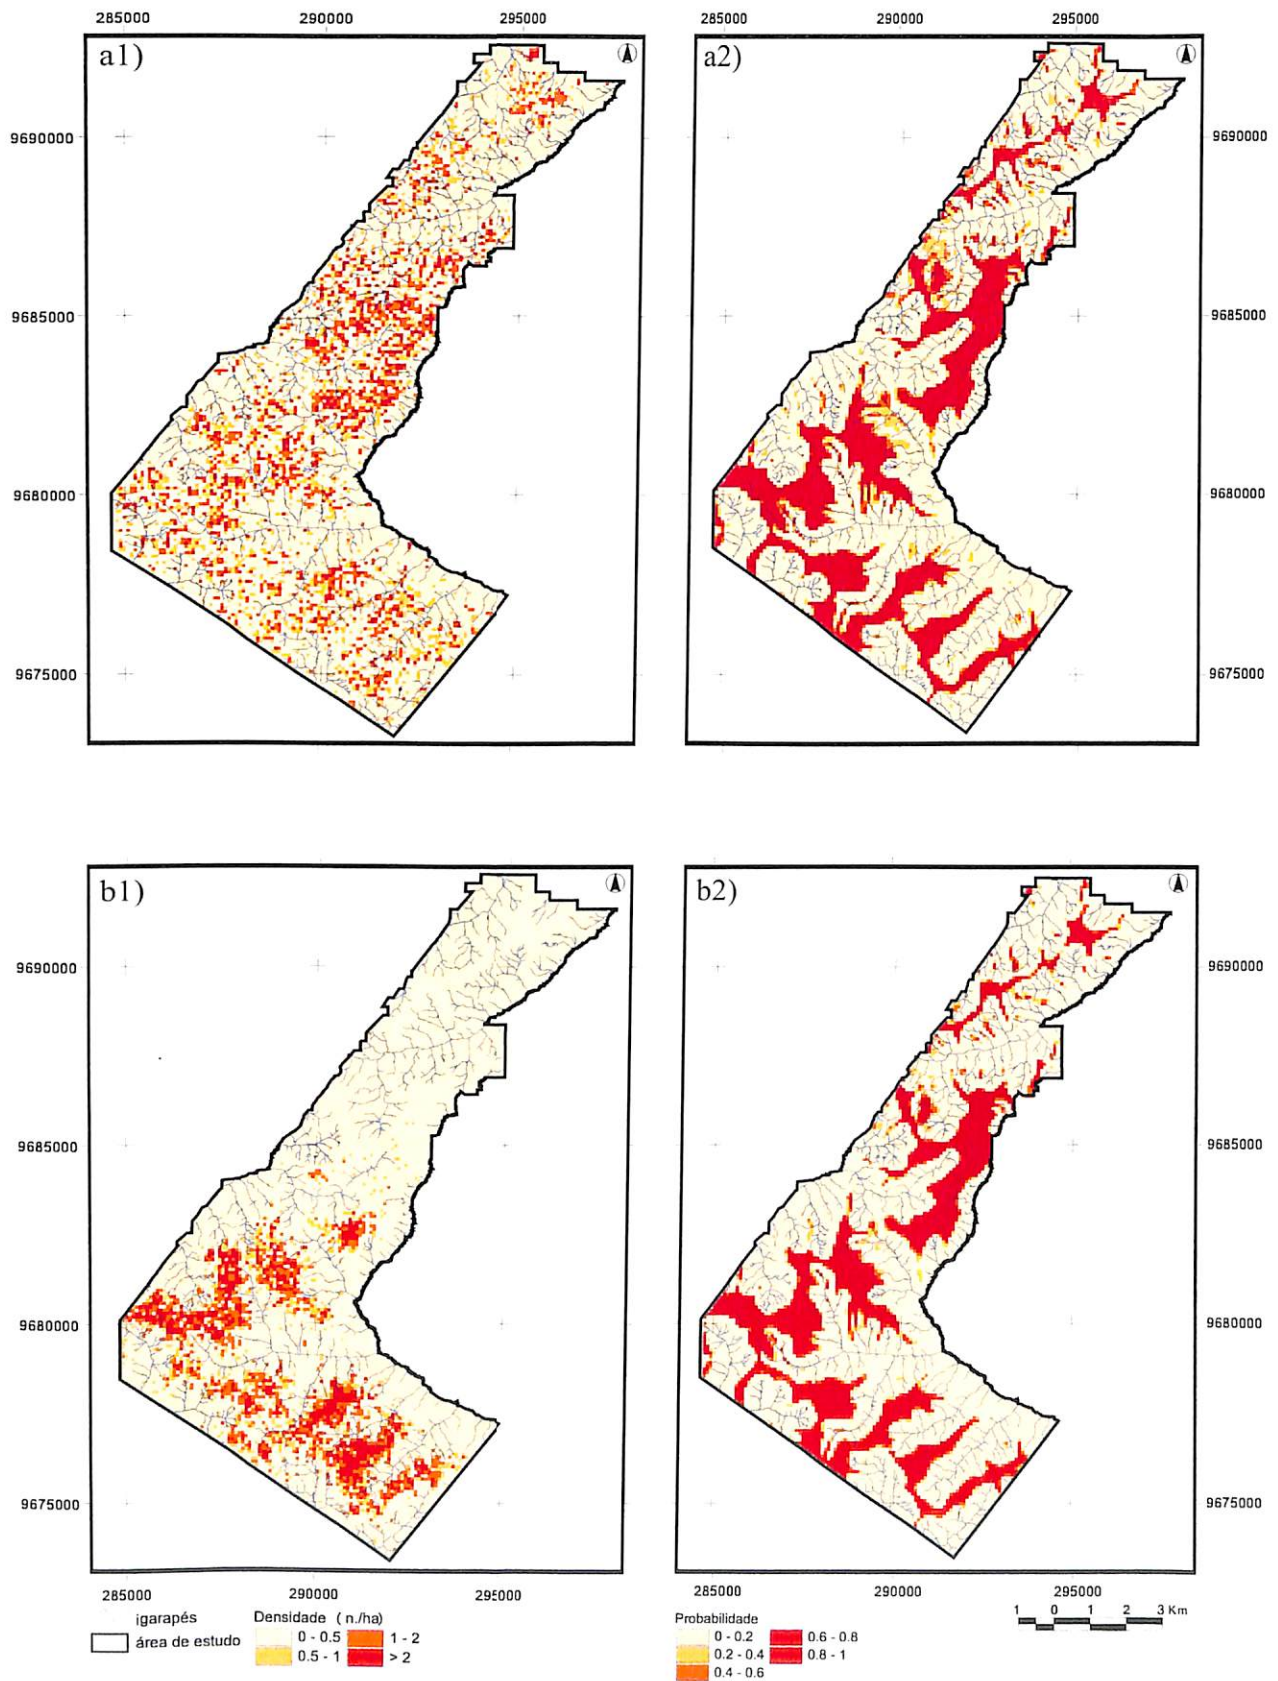 285000 290000 295000
285000 290000 295000
a1)
a2)
9690000
9685000
9680000
9675000
9690000
9685000
9680000
9675000
b1)
b2)
9690000
9685000
9680000
9675000
9690000
9685000
9680000
9675000
285000 290000 295000
285000 290000 295000
igarapés
área de estudo
Densidade ( n./ha)
0 - 0.5 1 - 2
0.5 - 1 > 2
Probabilidade
0 - 0.2 0.6 - 0.8
0.2 - 0.4 0.8 - 1
0.4 - 0.6
1 0 1 2 3 Km